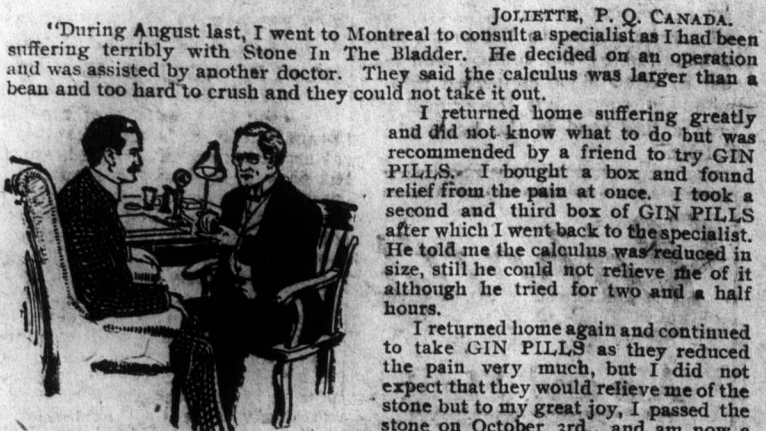 JOLIETTE, P. Q. CANADA.
"During August last, I went to Montreal to consult a specialist as I had been
suffering terribly with Stone In The Bladder. He decided on an operation
and was assisted by another doctor. They said the calculus was larger than a
bean and too hard to crush and they could not take it out.
I returned home suffering greatly
and did not know what to do but was
recommended by a friend to try GIN
PILLS. I bought a box and found
relief from the pain at once. I took a
second and third box of GIN PILLS
after which I went back to the specialist.
He told me the calculus was reduced in
size, still he could not relieve me of it
although he tried for two and a half
hours.
I returned home again and continued
to take GIN PILLS as they reduced
the pain very much, but I did not
expect that they would relieve me of the
stone but to my great joy, I passed the
stone on October 3rd, and am now a